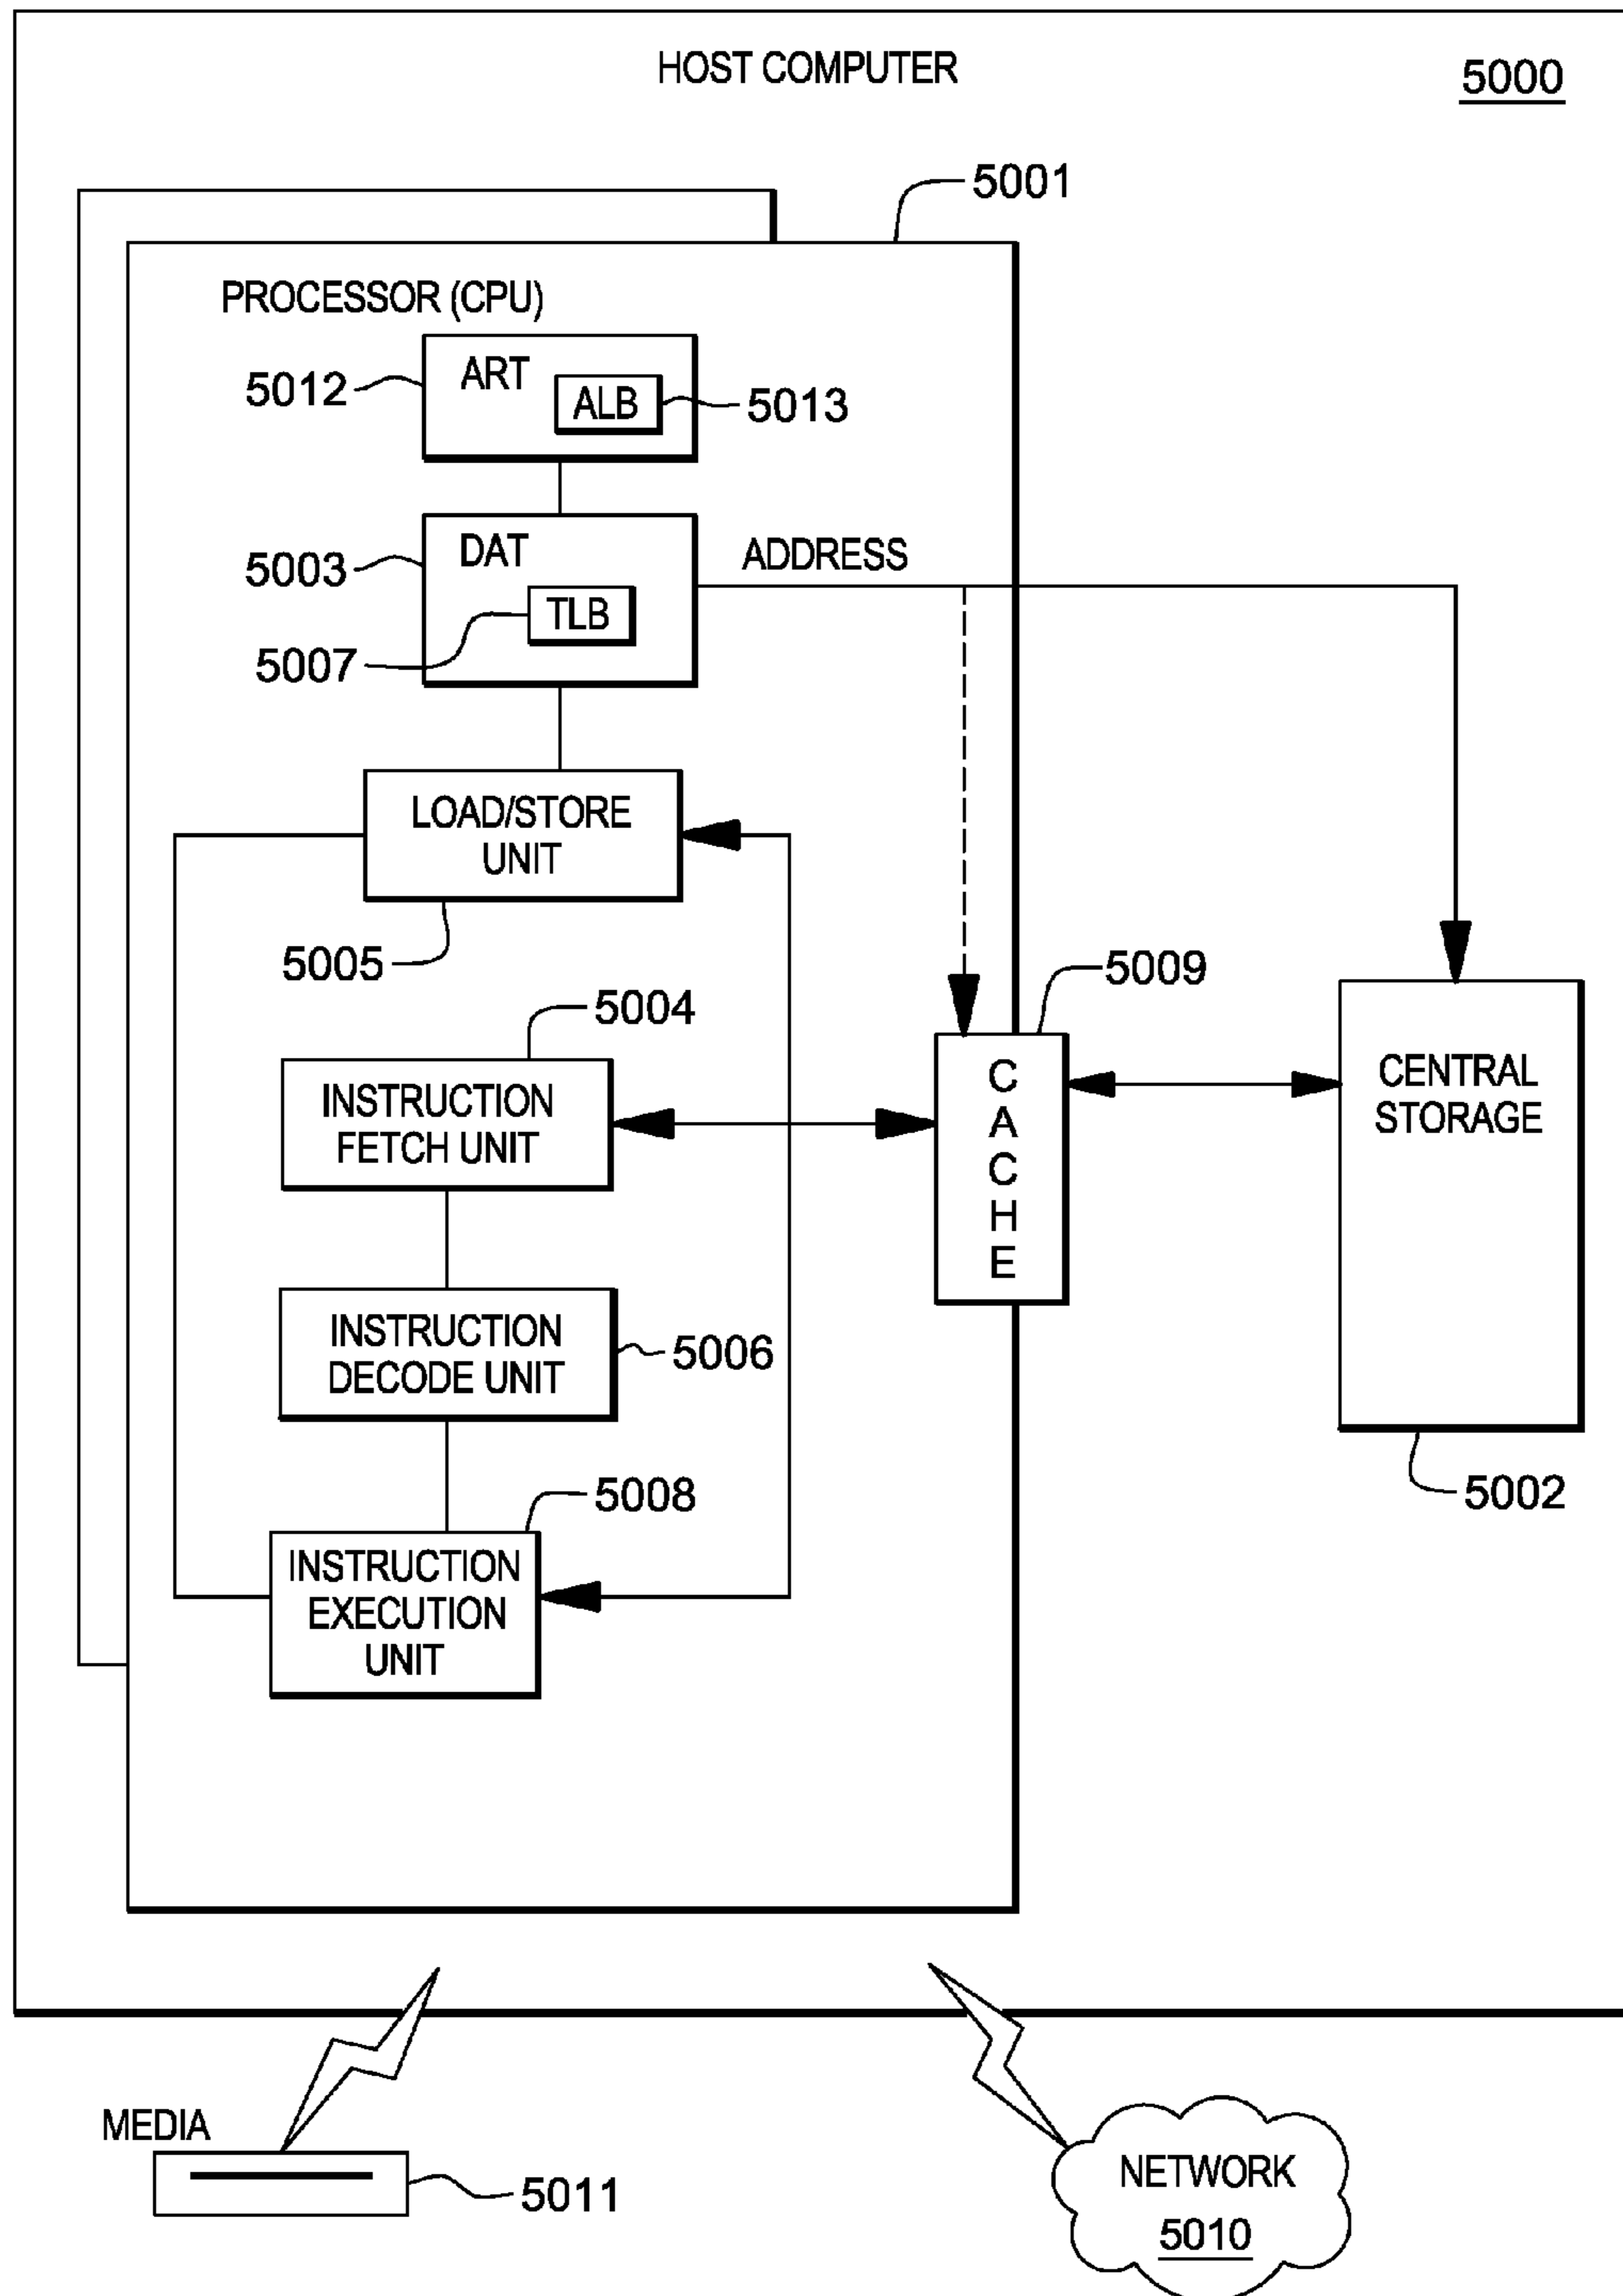 HOST COMPUTER
5000
5001
PROCESSOR (CPU)
ART
5012
ALB
5013
DAT
ADDRESS
5003
TLB
5007
LOAD/STORE
UNIT
5005
5009
5004
CACHE
CENTRAL
STORAGE
INSTRUCTION
FETCH UNIT
INSTRUCTION
DECODE UNIT
5006
5008
5002
INSTRUCTION
EXECUTION
UNIT
MEDIA
5011
NETWORK
5010